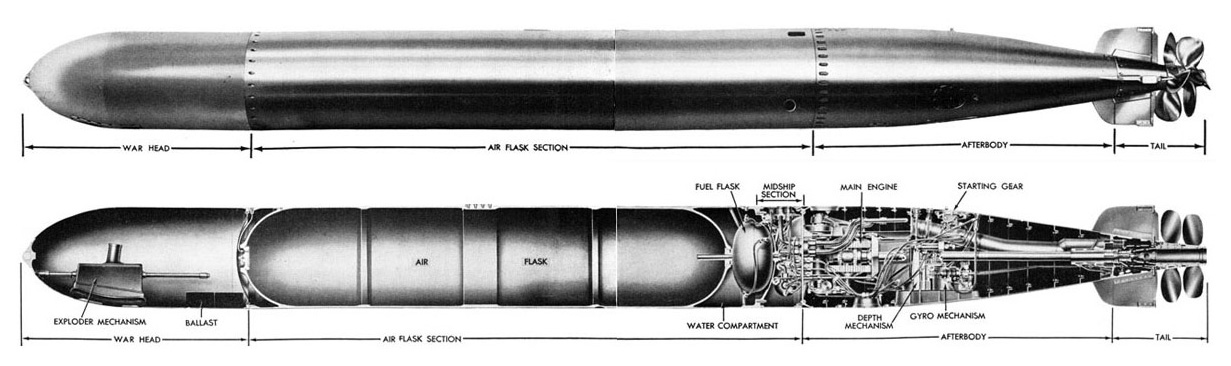 WAR HEAD
AIR FLASK SECTION
AFTERBODY
TAIL
FUEL FLASK
MIDSHIP
SECTION
MAIN ENGINE
STARTING GEAR
AIR
FLASK
EXPLODER MECHANISM
BALLAST
WATER COMPARTMENT
DEPTH
MECHANISM
GYRO MECHANISM
WAR HEAD
AIR FLASK SECTION
AFTERBODY
TAIL